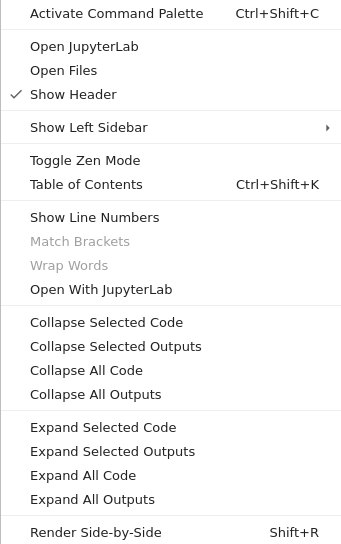 Activate Command Palette Ctrl+Shift+C
Open JupyterLab
Open Files
Show Header
Show Left Sidebar
Toggle Zen Mode
Table of Contents Ctrl+Shift+K
Show Line Numbers
Match Brackets
Wrap Words
Open With JupyterLab
Collapse Selected Code
Collapse Selected Outputs
Collapse All Code
Collapse All Outputs
Expand Selected Code
Expand Selected Outputs
Expand All Code
Expand All Outputs
Render Side-by-Side Shift+R